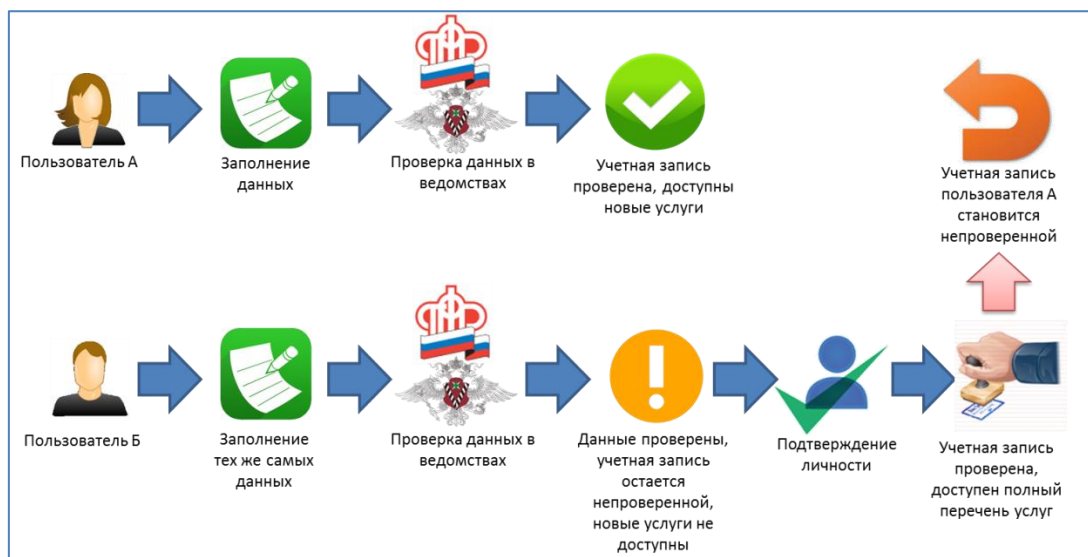 Пользователь А
Заполнение
данных
Проверка данных в
ведомствах
Учетная запись
проверена, доступны
новые услуги
Учетная запись
пользователя А
становится
непроверенной
Пользователь Б
Заполнение
тех же самых
данных
Проверка данных в
ведомствах
Данные проверены,
учетная запись
остается
непроверенной,
новые услуги не
доступны
Подтверждение
личности
Учетная запись
проверена,
доступен полный
перечень услуг